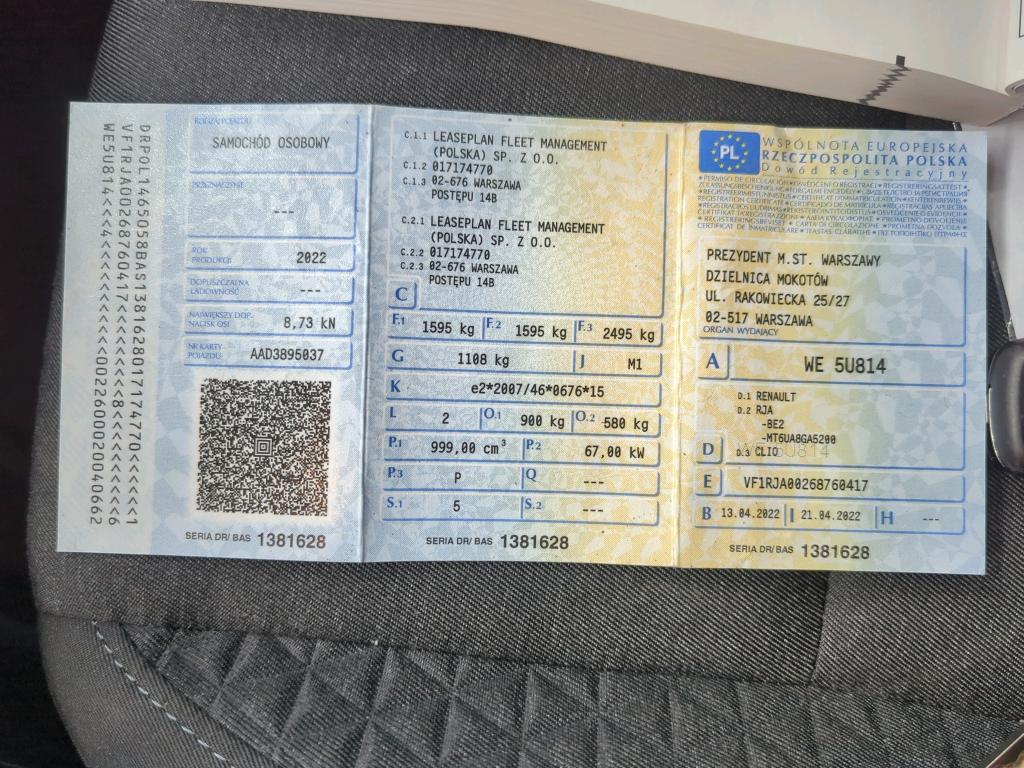 DRPOL1465058BAS1381628017174770<<<<<1
WE5U814<<4<<<<<<<<<<0022600020040662
RODZAJ POJAZDU
SAMOCHÓD OSOBOWY
PRZEZNACZENIE
---
ROK
PRODUKCJI 2022
DOPUSZCZALNA
ŁADOWNOŚĆ ---
NAJWIĘKSZY DOP.
NACISK OSI 8,73 kN
NR KARTY
POJAZDU AAD3895037
SERIA DR/ BAS 1381628
C.1.1 LEASEPLAN FLEET MANAGEMENT
(POLSKA) SP. Z O.O.
C.1.2 017174770
C.1.3 02-676 WARSZAWA
POSTĘPU 14B
C.2.1 LEASEPLAN FLEET MANAGEMENT
(POLSKA) SP. Z O.O.
C.2.2 017174770
C.2.3 02-676 WARSZAWA
POSTĘPU 14B
C
F.1 1595 kg F.2 1595 kg F.3 2495 kg
G 1108 kg J M1
K e2*2007/46*0676*15
L 2 O.1 900 kg O.2 580 kg
P.1 999,00 cm³ P.2 67,00 kW
P.3 P Q ---
S.1 5 S.2 ---
SERIA DR/ BAS 1381628
PL
WSPÓLNOTA EUROPEJSKA
RZECZPOSPOLITA POLSKA
Dowód Rejestracyjny
PREZYDENT M.ST. WARSZAWY
DZIELNICA MOKOTÓW
UL. RAKOWIECKA 25/27
02-517 WARSZAWA
ORGAN WYDAJĄCY
A WE 5U814
D.1 RENAULT
D.2 RJA
-BE2
-MT6UA8GA5200
D D.3 CLIO
E VF1RJA00268760417
B 13.04.2022 I 21.04.2022 H ---
SERIA DR/ BAS 1381628